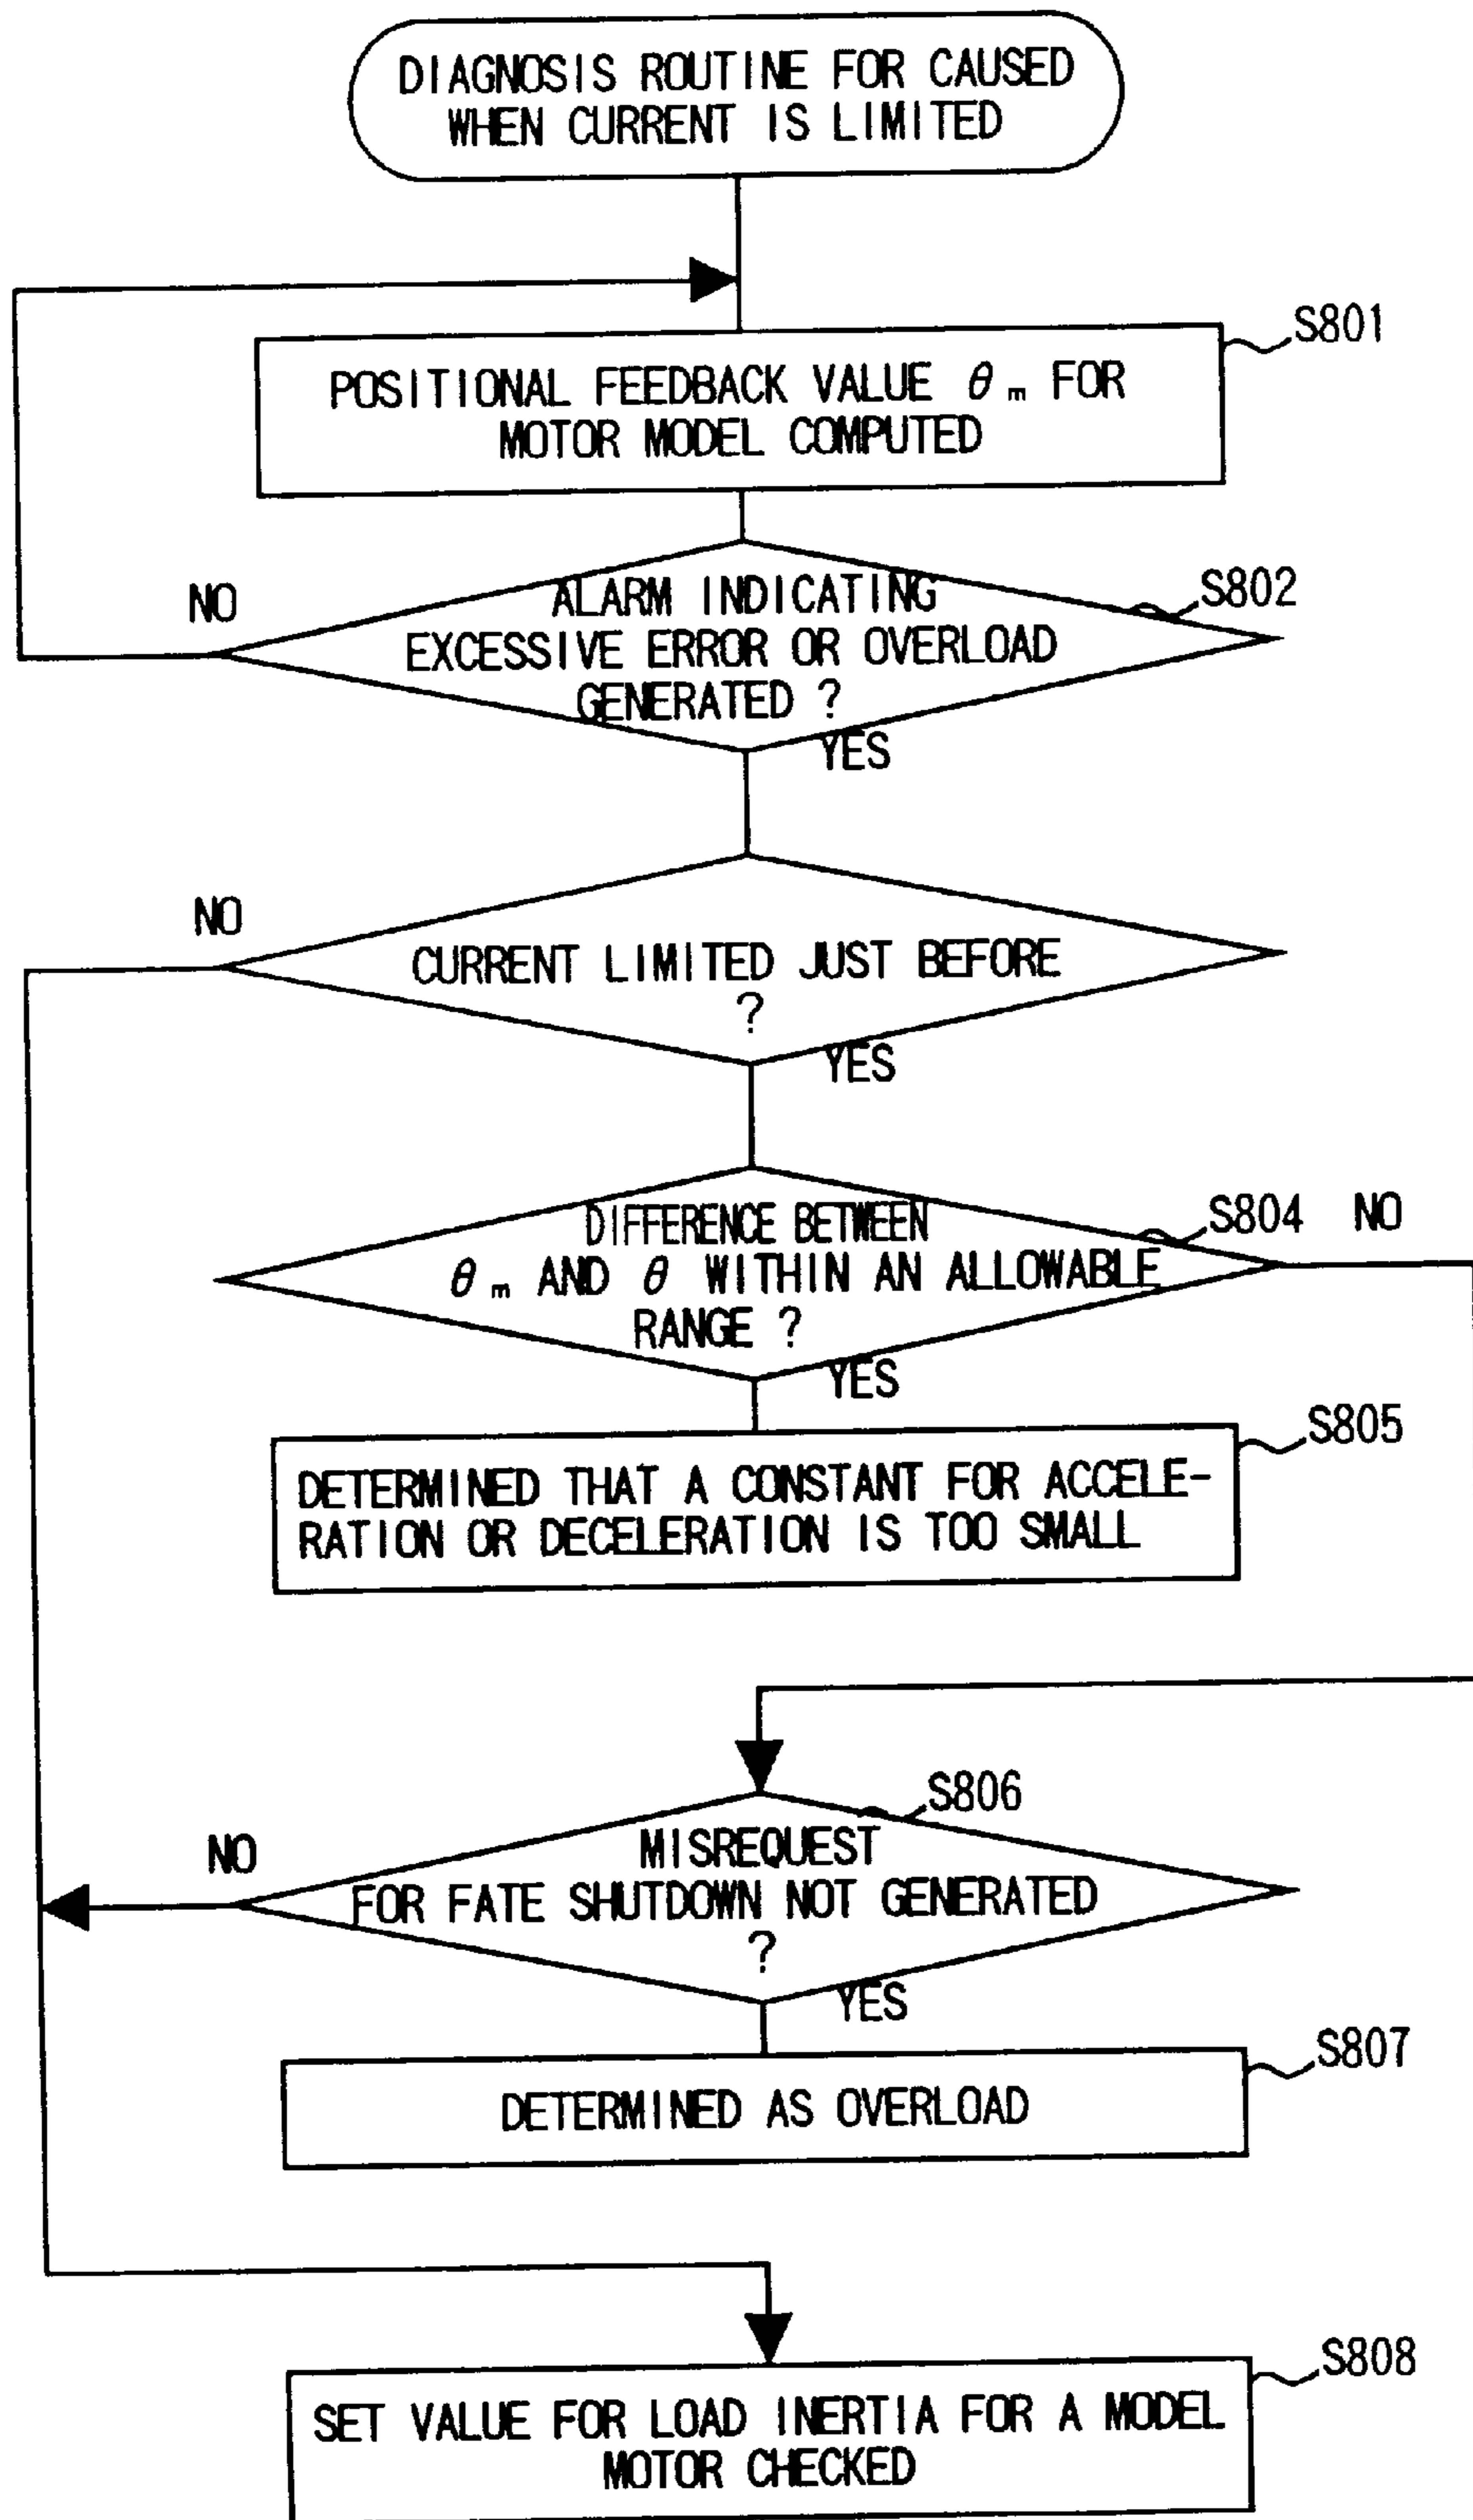 DIAGNOSIS ROUTINE FOR CAUSED
WHEN CURRENT IS LIMITED
S801
POSITIONAL FEEDBACK VALUE θm FOR
MOTOR MODEL COMPUTED
NO
S802
ALARM INDICATING
EXCESSIVE ERROR OR OVERLOAD
GENERATED ?
YES
NO
CURRENT LIMITED JUST BEFORE
?
YES
S804
NO
DIFFERENCE BETWEEN
θm AND θ WITHIN AN ALLOWABLE
RANGE ?
YES
S805
DETERMINED THAT A CONSTANT FOR ACCELE-
RATION OR DECELERATION IS TOO SMALL
S806
NO
MISREQUEST
FOR FATE SHUTDOWN NOT GENERATED
?
YES
S807
DETERMINED AS OVERLOAD
S808
SET VALUE FOR LOAD INERTIA FOR A MODEL
MOTOR CHECKED